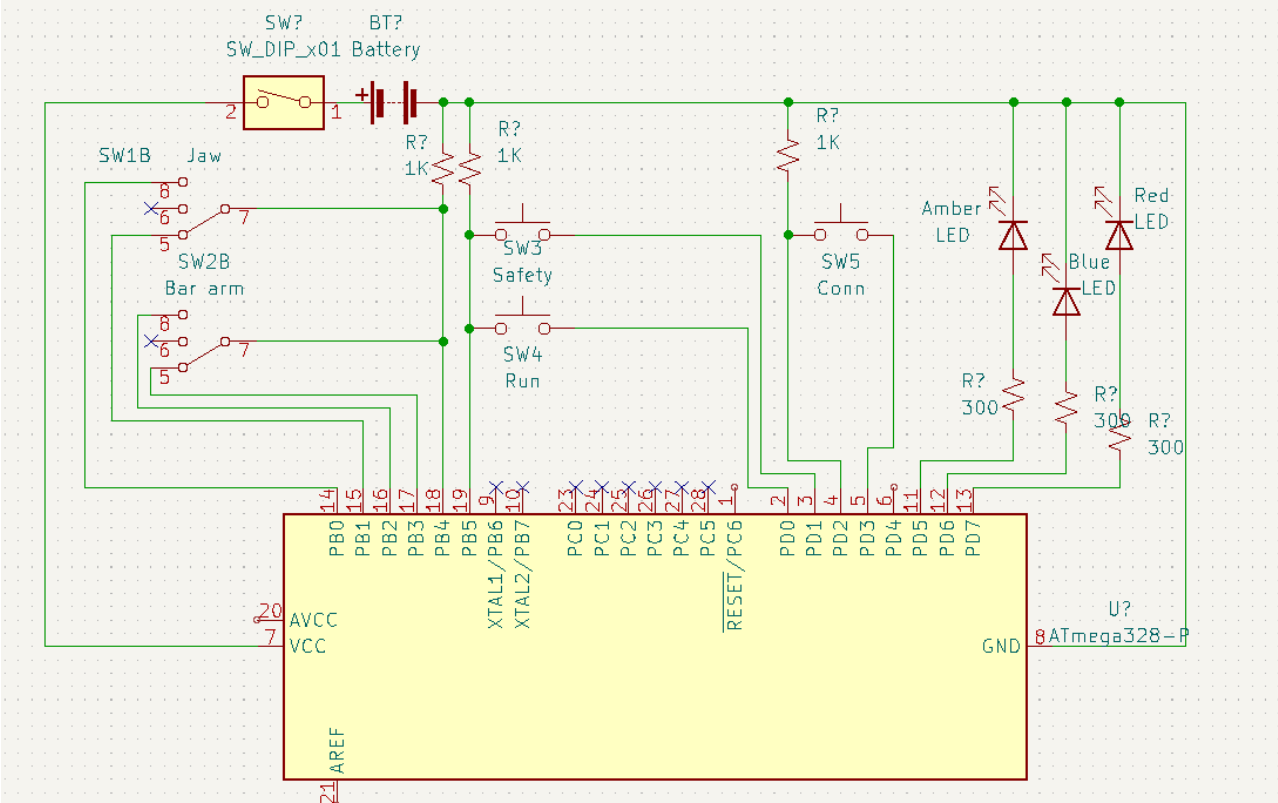 SW? BT?
SW_DIP_x01 Battery
+
2 1
R? R? R?
1K 1K 1K
SW1B Jaw
8
6 7
5
SW2B
Bar arm
8
6 7
5
SW3
Safety
SW4
Run
SW5
Conn
Amber
LED
Red
LED
Blue
LED
R?
300
R?
300
R?
300
14 15 16 17 18 19 9 10 23 24 25 26 27 28 1 2 3 4 5 6 11 12 13
PB0 PB1 PB2 PB3 PB4 PB5 XTAL1/PB6 XTAL2/PB7 PC0 PC1 PC2 PC3 PC4 PC5 RESET/PC6 PD0 PD1 PD2 PD3 PD4 PD5 PD6 PD7
20 AVCC
7 VCC
U?
GND 8 ATmega328-P
AREF
21